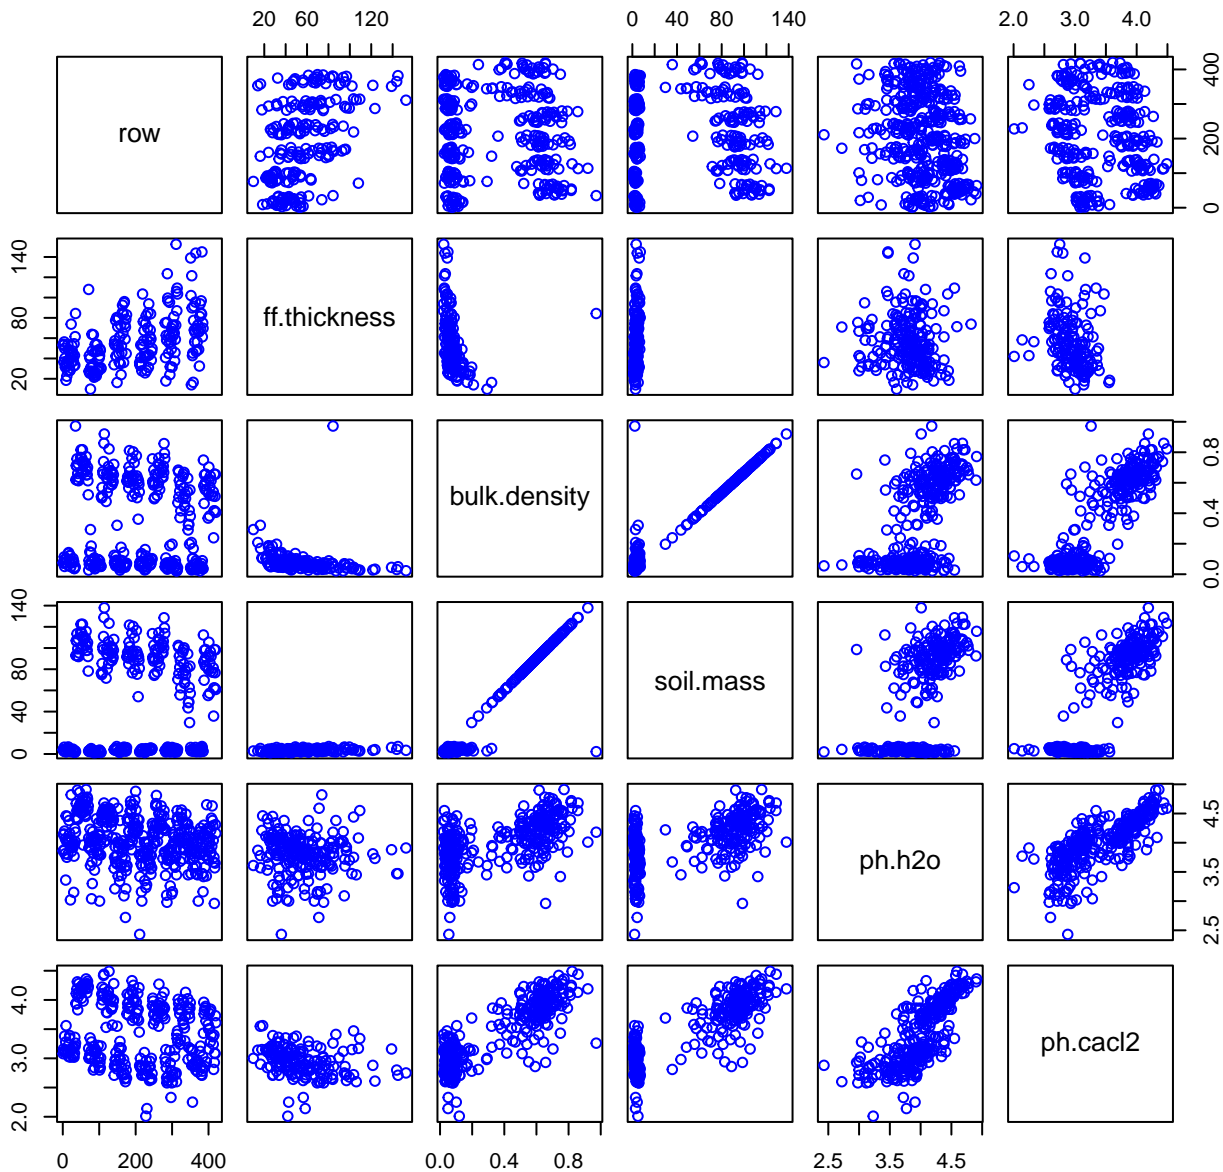 20 60 120 0 40 80 140 2.0 3.0 4.0
row 0 200 400
20 80 140 ff.thickness
bulk.density 0.0 0.4 0.8
0 40 80 140 soil.mass
ph.h2o 2.5 3.5 4.5
2.0 3.0 4.0 ph.cacl2
0 200 400 0.0 0.4 0.8 2.5 3.5 4.5